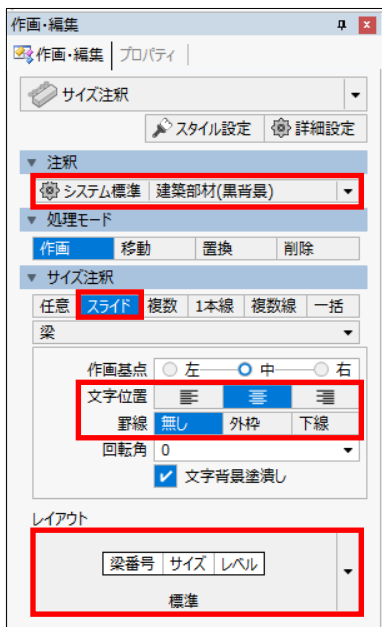 作画・編集
作画・編集 プロパティ
サイズ注釈
スタイル設定 詳細設定
注釈
システム標準 建築部材(黒背景)
処理モード
作画 移動 置換 削除
サイズ注釈
任意 スライド 複数 1本線 複数線 一括
梁
作画基点 左 中 右
文字位置
罫線 無し 外枠 下線
回転角 0
文字背景塗潰し
レイアウト
梁番号 サイズ レベル
標準